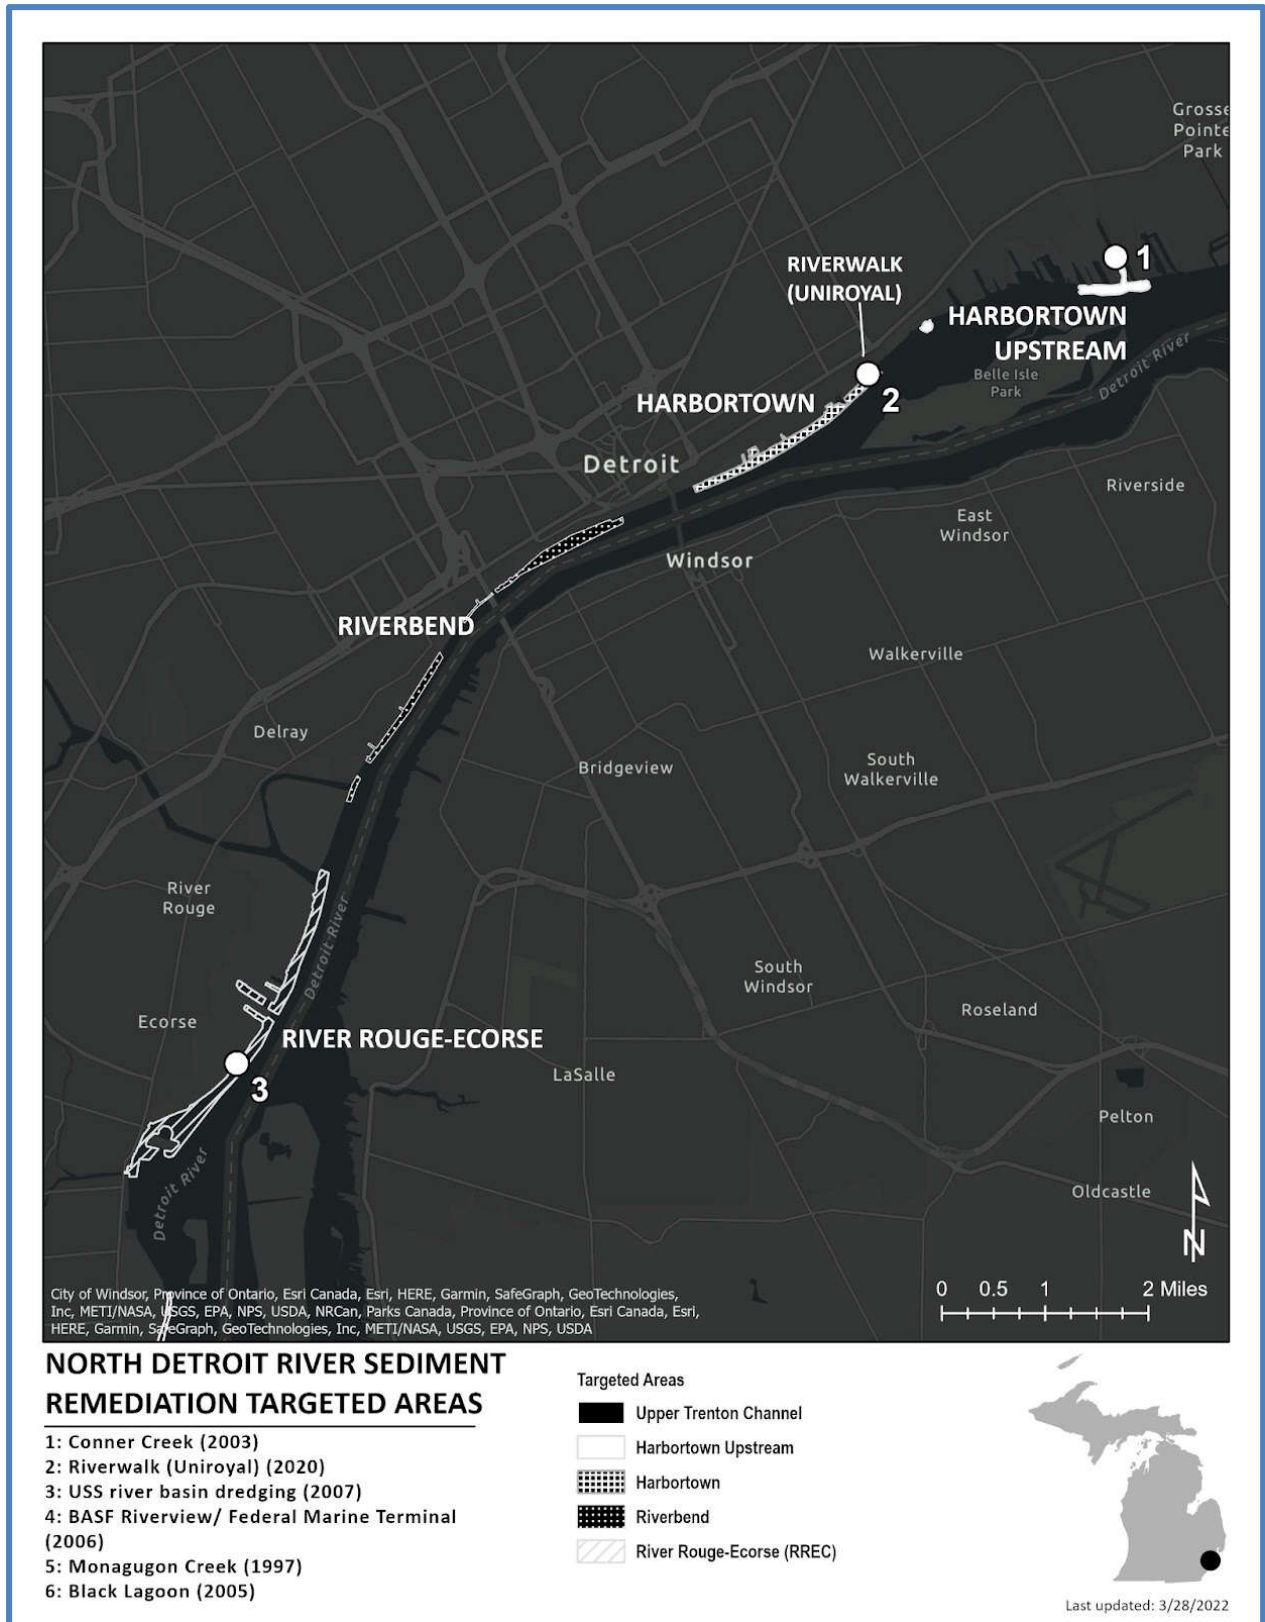 Grosse
Pointe
Park
RIVERWALK
(UNIROYAL)
1
HARBORTOWN
UPSTREAM
Belle Isle
Park
Detroit River
2
HARBORTOWN
Detroit
Riverside
East
Windsor
Windsor
RIVERBEND
Walkerville
Delray
Bridgeview
South
Walkerville
River
Rouge
Detroit River
South
Windsor
Roseland
Ecorse
RIVER ROUGE-ECORSE
3
LaSalle
Pelton
Oldcastle
Detroit River
N
City of Windsor, Province of Ontario, Esri Canada, Esri, HERE, Garmin, SafeGraph, GeoTechnologies,
Inc, METI/NASA, USGS, EPA, NPS, USDA, NRCan, Parks Canada, Province of Ontario, Esri Canada, Esri,
HERE, Garmin, SafeGraph, GeoTechnologies, Inc, METI/NASA, USGS, EPA, NPS, USDA
0 0.5 1 2 Miles
NORTH DETROIT RIVER SEDIMENT
REMEDIATION TARGETED AREAS
1: Conner Creek (2003)
2: Riverwalk (Uniroyal) (2020)
3: USS river basin dredging (2007)
4: BASF Riverview/ Federal Marine Terminal
(2006)
5: Monagugon Creek (1997)
6: Black Lagoon (2005)
Targeted Areas
Upper Trenton Channel
Harbortown Upstream
Harbortown
Riverbend
River Rouge-Ecorse (RREC)
Last updated: 3/28/2022